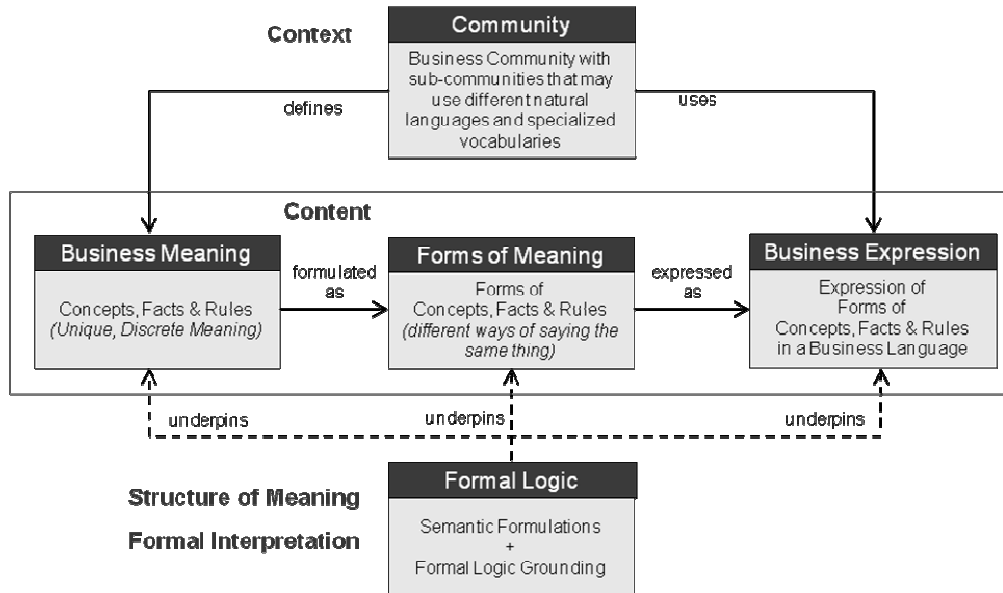 Context
Community
Business Community with
sub-communities that may
use different natural
languages and specialized
vocabularies
defines
uses
Content
Business Meaning
Concepts, Facts & Rules
(Unique, Discrete Meaning)
formulated
as
Forms of Meaning
Forms of
Concepts, Facts & Rules
(different ways of saying the
same thing)
expressed
as
Business Expression
Expression of
Forms of
Concepts, Facts & Rules
in a Business Language
underpins
underpins
underpins
Structure of Meaning
Formal Interpretation
Formal Logic
Semantic Formulations
+
Formal Logic Grounding